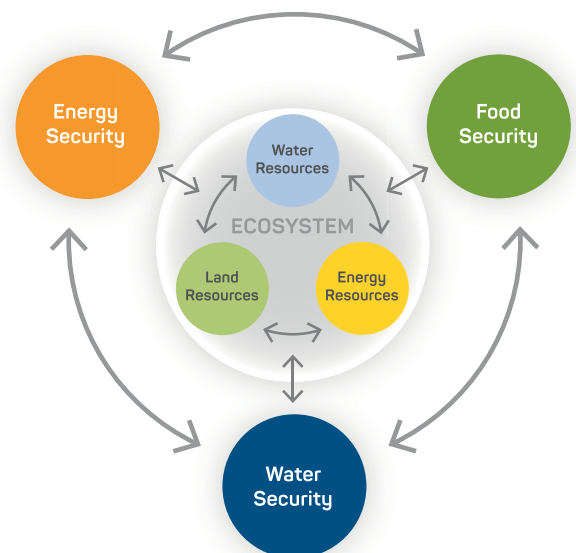 Energy
Security
Food
Security
Water
Resources
ECOSYSTEM
Land
Resources
Energy
Resources
Water
Security